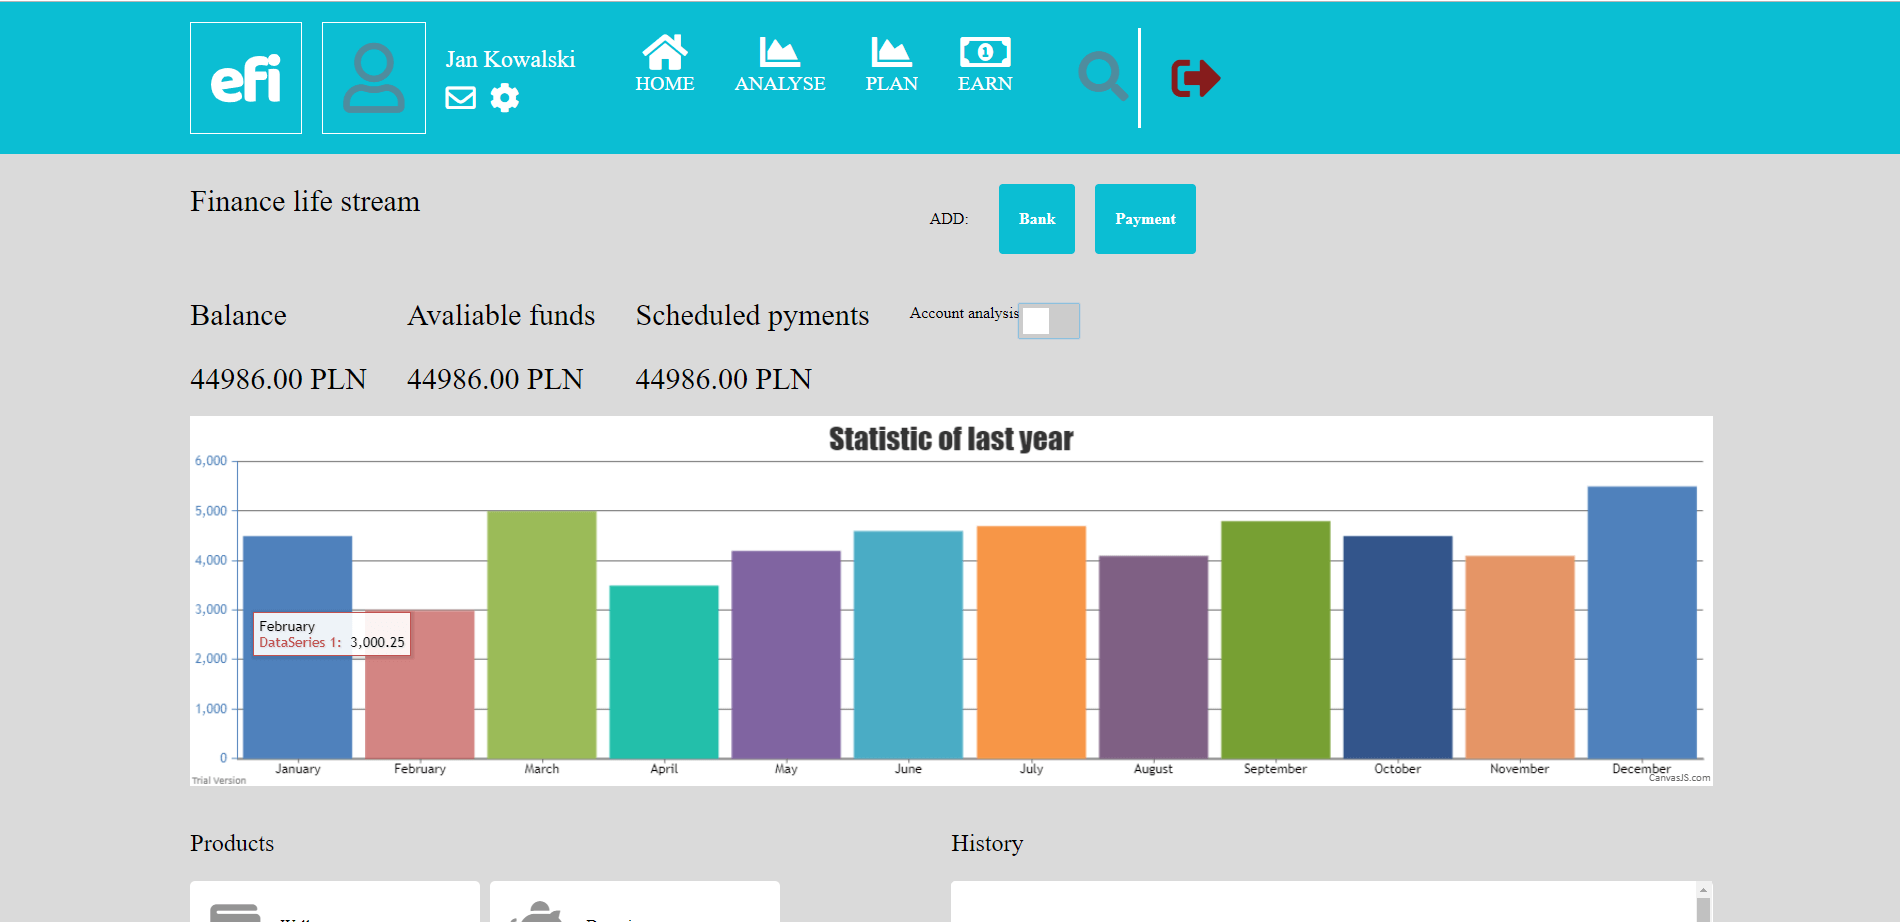 efi
Jan Kowalski
HOME
ANALYSE
PLAN
EARN
Finance life stream
ADD:
Bank
Payment
Balance
Avaliable funds
Scheduled pyments
Account analysis
44986.00 PLN
44986.00 PLN
44986.00 PLN
Statistic of last year
6,000
5,000
4,000
3,000
2,000
1,000
0
February
DataSeries 1: 3,000.25
January
February
March
April
May
June
July
August
September
October
November
December
Trial Version
CanvasJS.com
Products
History